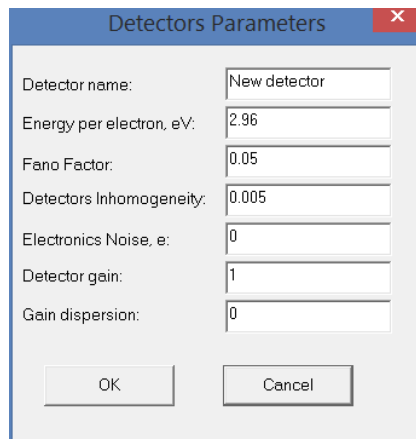 Detectors Parameters
x
Detector name: New detector
Energy per electron, eV: 2.96
Fano Factor: 0.05
Detectors Inhomogeneity: 0.005
Electronics Noise, e: 0
Detector gain: 1
Gain dispersion: 0
OK Cancel